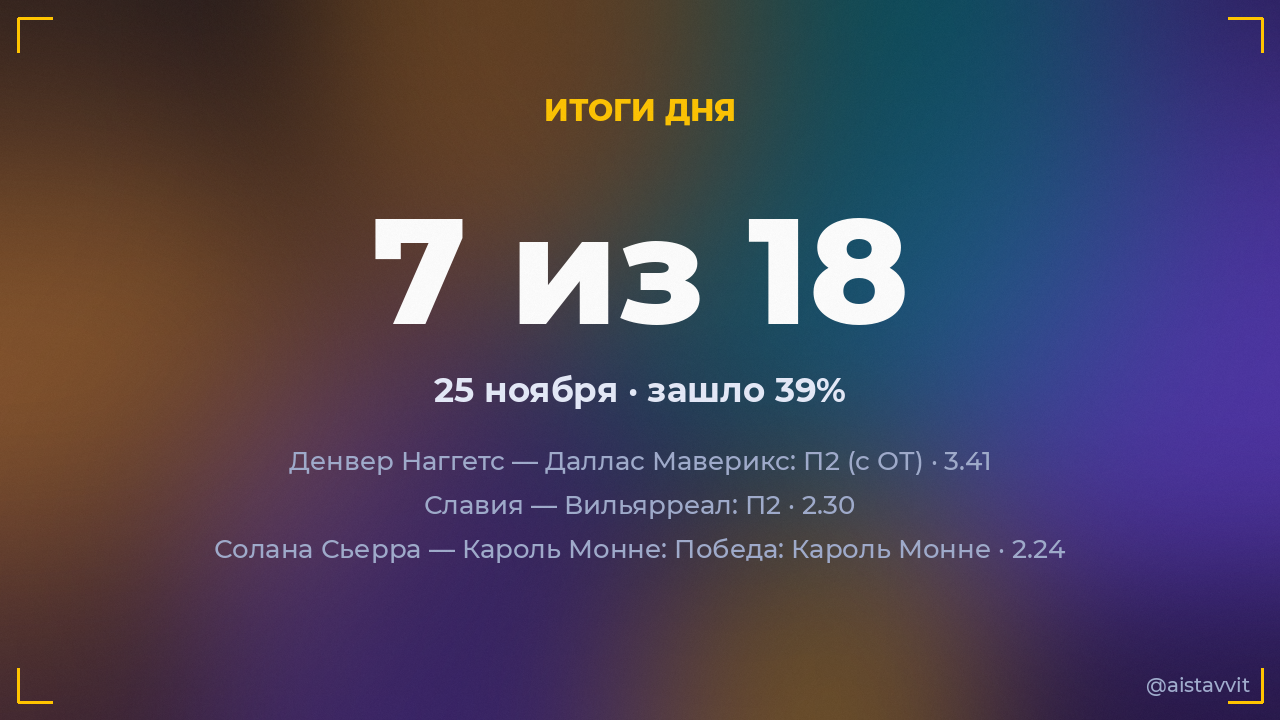 ИТОГИ ДНЯ
7 из 18
25 ноября · зашло 39%
Денвер Наггетс — Даллас Маверикс: П2 (с ОТ) · 3.41
Славия — Вильярреал: П2 · 2.30
Солана Сьерра — Кароль Монне: Победа: Кароль Монне · 2.24
@aistavvit